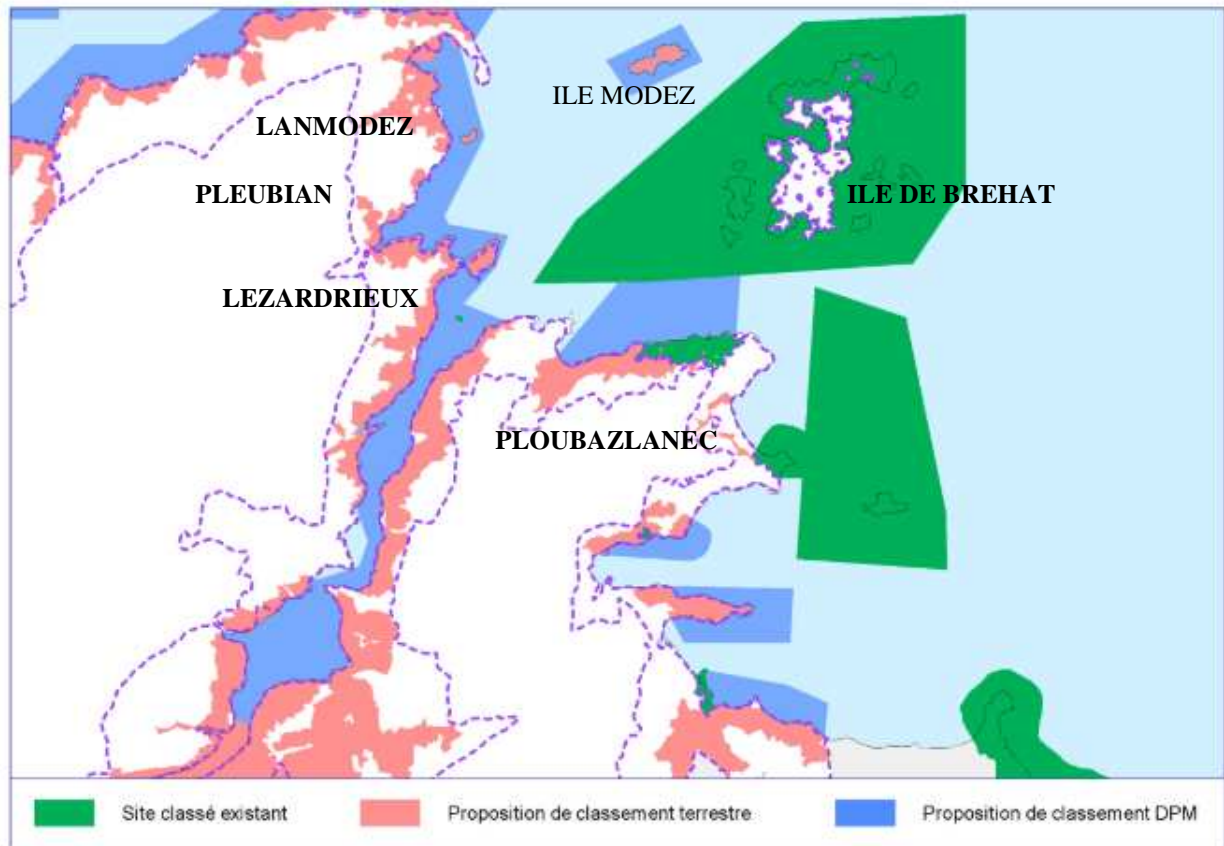 ILE MODEZ
LANMODEZ
PLEUBIAN
ILE DE BREHAT
LEZARDRIEUX
PLOUBAZLANEC
Site classé existant
Proposition de classement terrestre
Proposition de classement DPM